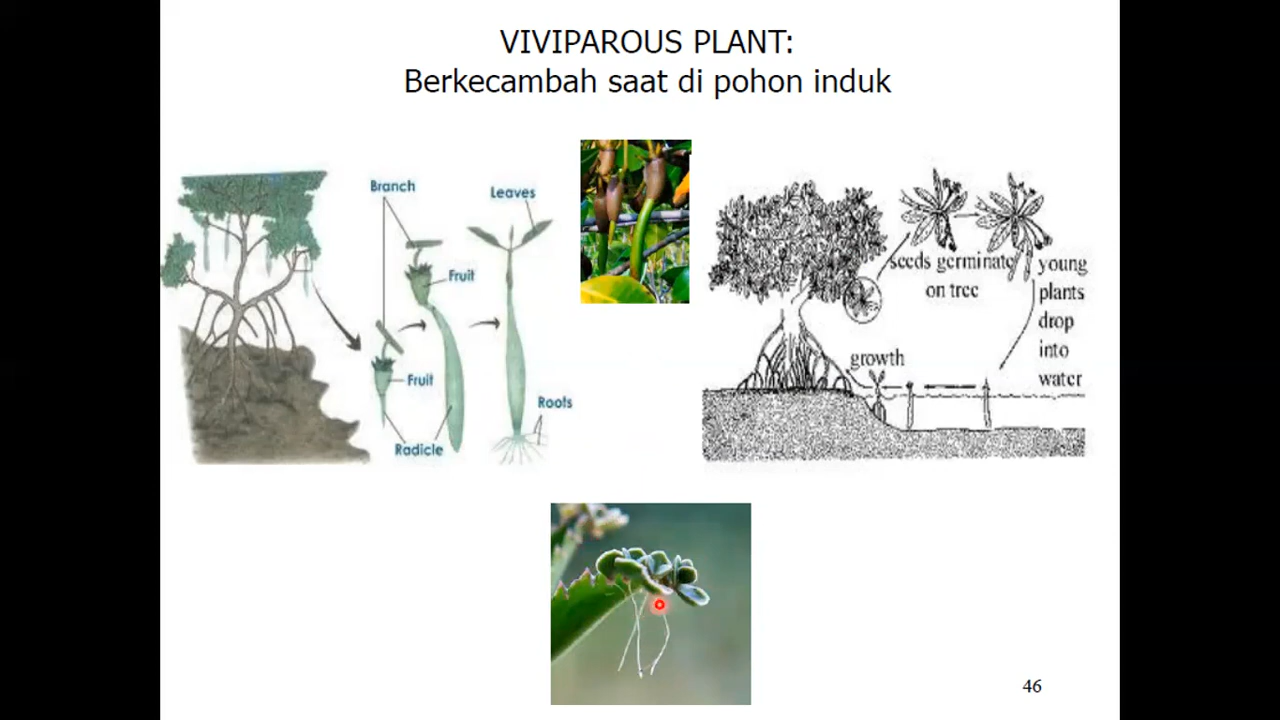 VIVIPAROUS PLANT:
Berkecambah saat di pohon induk
Branch
Leaves
Fruit
Fruit
Roots
Radicle
seeds germinate
on tree
young
plants
drop
into
water
growth
46